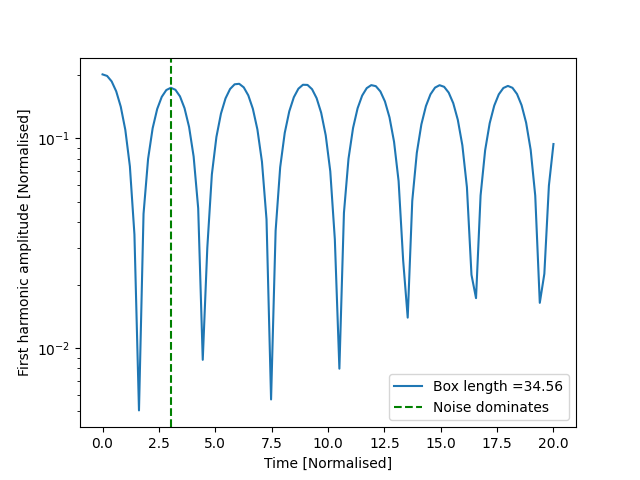 First harmonic amplitude [Normalised]
10⁻¹
10⁻²
0.0 2.5 5.0 7.5 10.0 12.5 15.0 17.5 20.0
Time [Normalised]
Box length =34.56
Noise dominates